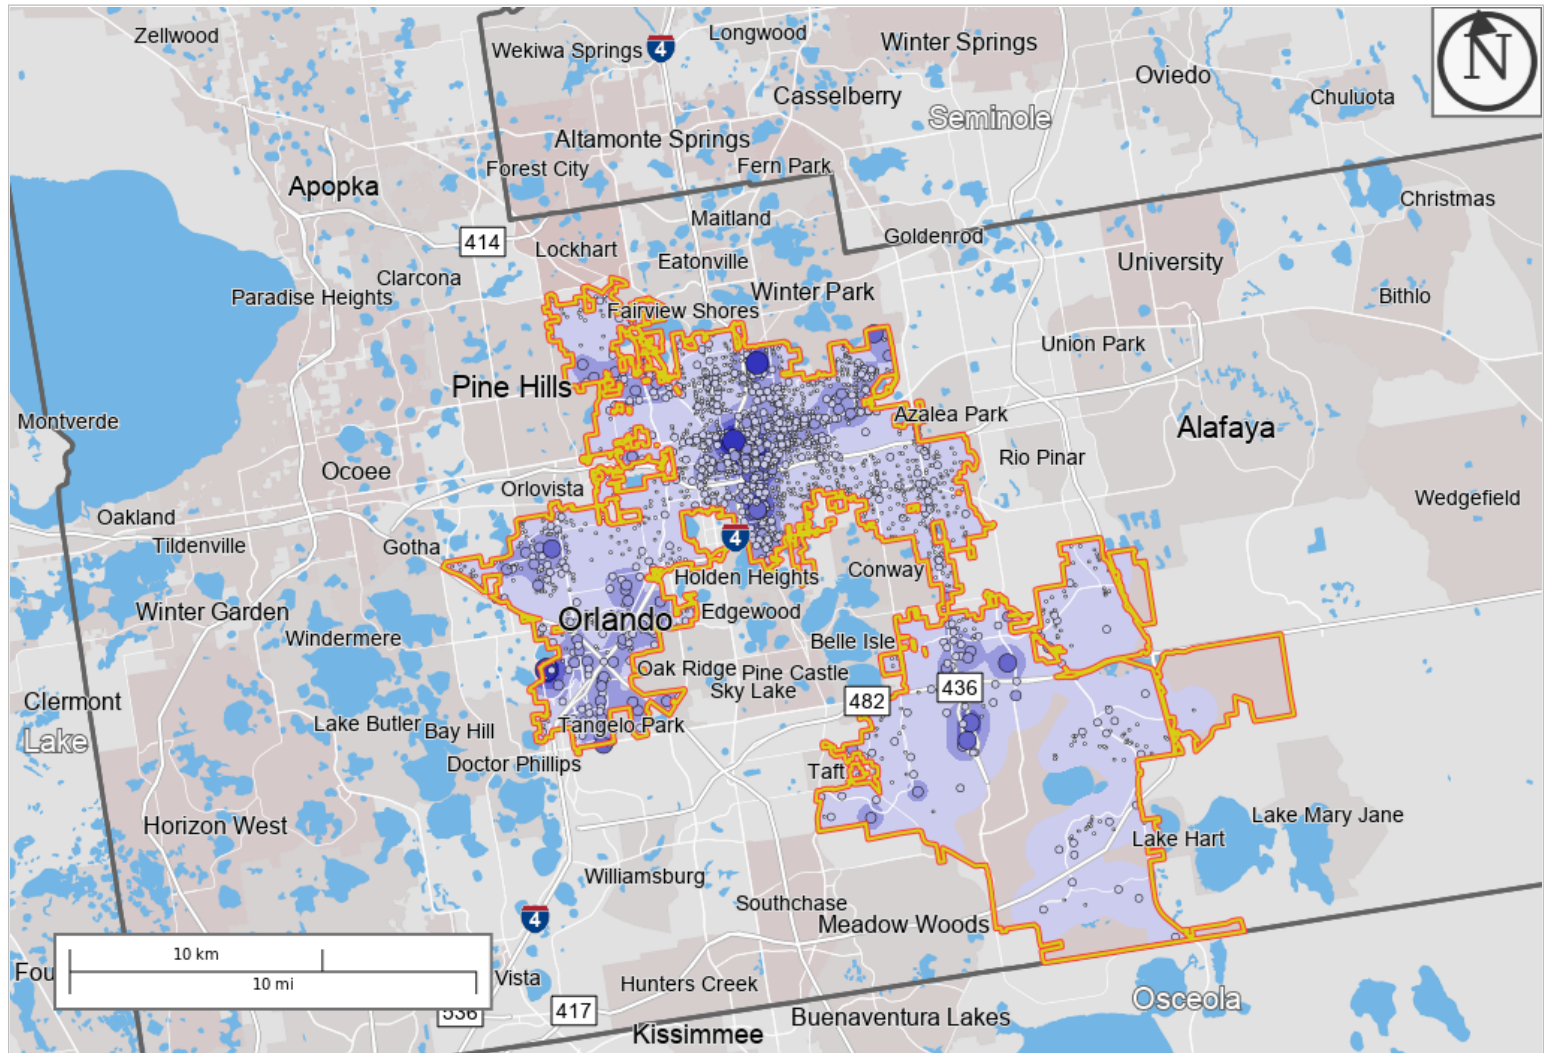 Zellwood
Wekiwa Springs
4
Longwood
Winter Springs
N
Oviedo
Casselberry
Chuluota
Seminole
Altamonte Springs
Forest City
Fern Park
Apopka
Christmas
Maitland
414
Lockhart
Goldenrod
Eatonville
University
Clarcona
Paradise Heights
Winter Park
Bithlo
Fairview Shores
Union Park
Pine Hills
Azalea Park
Montverde
Alafaya
Rio Pinar
Ocoee
Orlovista
Wedgefield
Oakland
Tildenville
Gotha
4
Holden Heights
Conway
Winter Garden
Edgewood
Orlando
Windermere
Belle Isle
Oak Ridge
Pine Castle
Sky Lake
436
482
Clermont
Lake Butler
Bay Hill
Tangelo Park
Lake
Doctor Phillips
Taft
Horizon West
Lake Mary Jane
Lake Hart
Williamsburg
Southchase
Meadow Woods
4
10 km
10 mi
Fou
Vista
Hunters Creek
Osceola
536
417
Buenaventura Lakes
Kissimmee